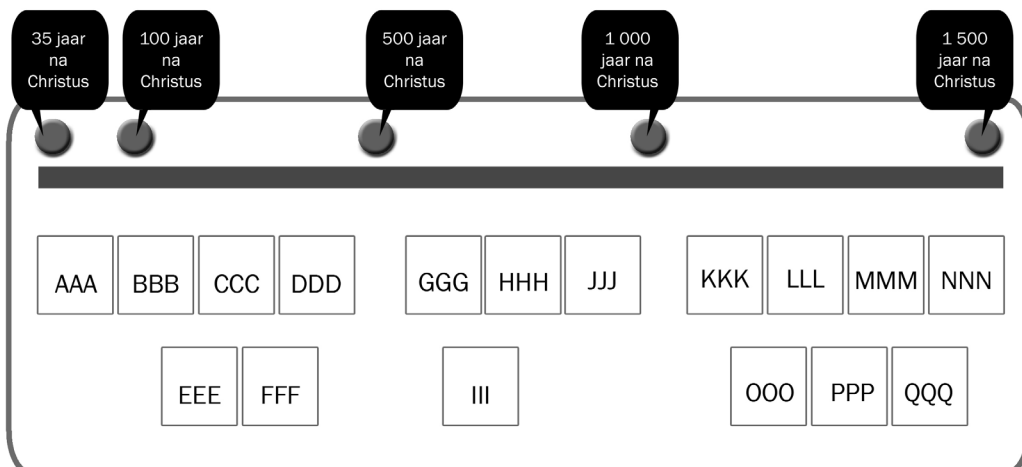 35 jaar
na
Christus
100 jaar
na
Christus
500 jaar
na
Christus
1 000
jaar na
Christus
1 500
jaar na
Christus
AAA BBB CCC DDD GGG HHH JJJ KKK LLL MMM NNN
EEE FFF III OOO PPP QQQ